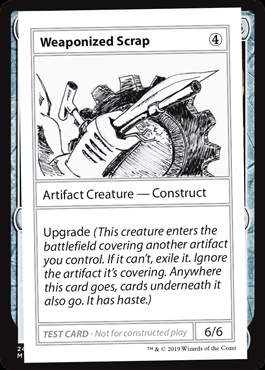 Weaponized Scrap 4
Artifact Creature — Construct
Upgrade (This creature enters the
battlefield covering another artifact
you control. If it can't, exile it. Ignore
the artifact it's covering. Anywhere
this card goes, cards underneath it
also go. It has haste.)
TEST CARD - Not for constructed play
6/6
™ & © 2019 Wizards of the Coast
24
M